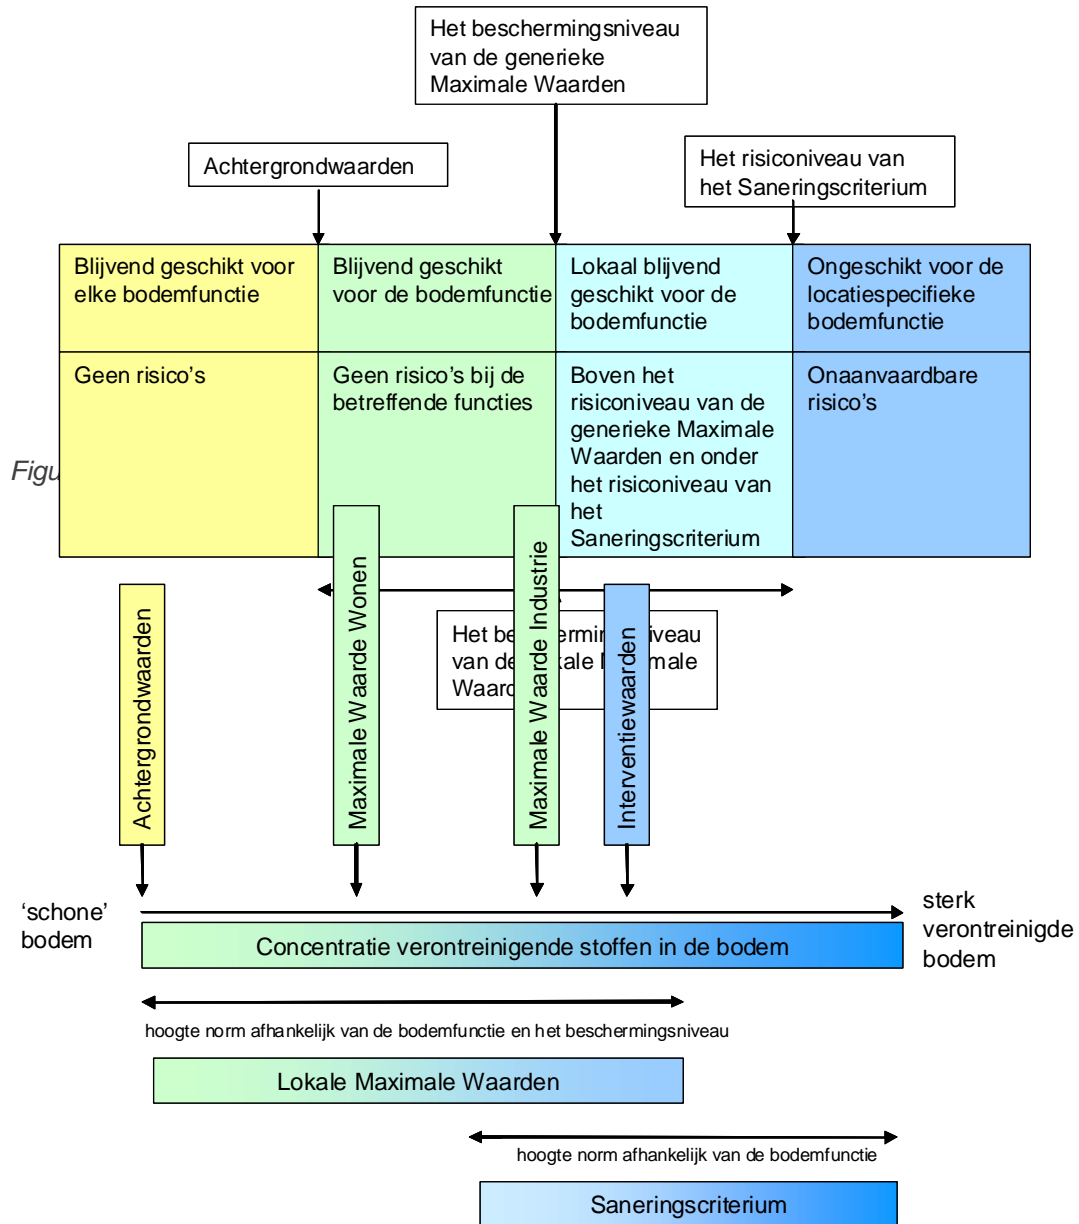 Het beschermingsniveau
van de generieke
Maximale Waarden
Achtergrondwaarden
Het risiconiveau van
het Saneringscriterium
Blijvend geschikt voor
elke bodemfunctie
Blijvend geschikt
voor de bodemfunctie
Lokaal blijvend
geschikt voor de
bodemfunctie
Ongeschikt voor de
locatiespecifieke
bodemfunctie
Geen risico's
Geen risico's bij de
betreffende functies
Boven het
risiconiveau van de
generieke Maximale
Waarden en onder
het risiconiveau van
het
Saneringscriterium
Onaanvaardbare
risico's
Achtergrondwaarden
Maximale Waarde Wonen
Maximale Waarde Industrie
Interventiewaarden
Het
van de
‘schone’
bodem
sterk
verontreinigde
bodem
Concentratie verontreinigende stoffen in de bodem
hoogte norm afhankelijk van de bodemfunctie en het beschermingsniveau
Lokale Maximale Waarden
hoogte norm afhankelijk van de bodemfunctie
Saneringscriterium